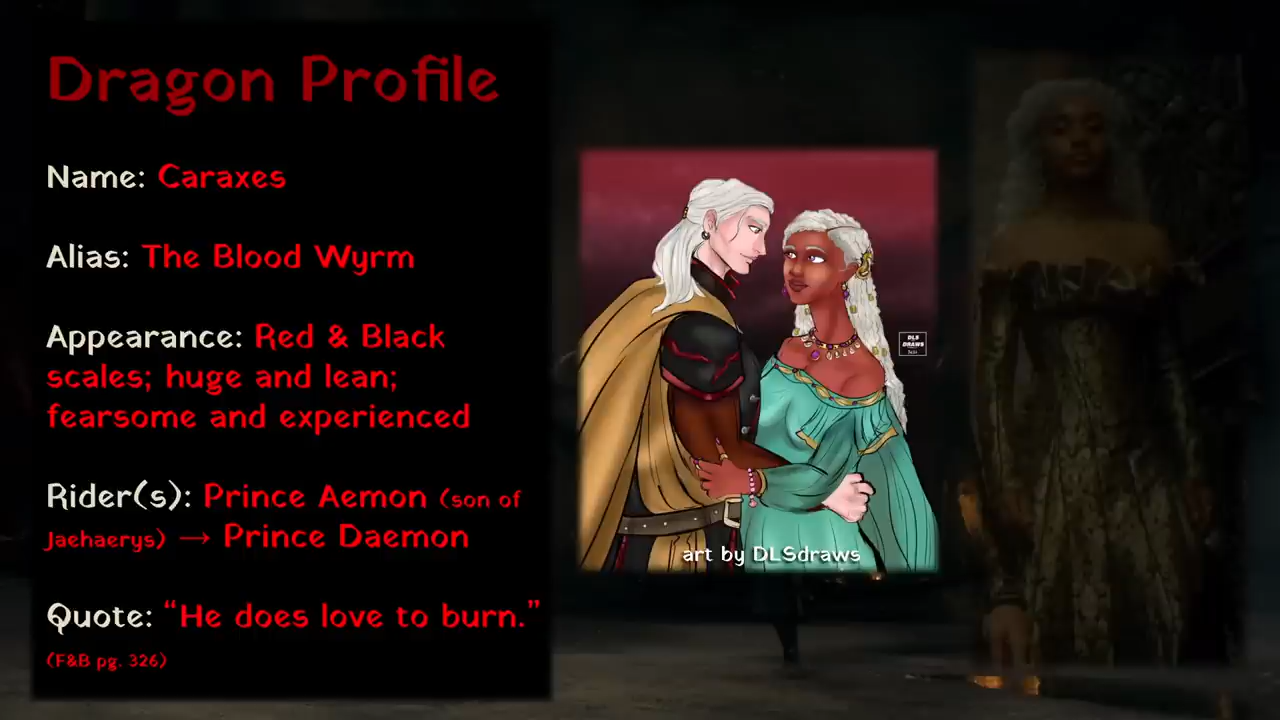 Dragon Profile
Name: Caraxes
Alias: The Blood Wyrm
Appearance: Red & Black
scales; huge and lean;
fearsome and experienced
Rider(s): Prince Aemon (son of
Jaehaerys) → Prince Daemon
Quote: “He does love to burn.”
(F&B pg. 326)
DLS
DRAWS
art by DLSdraws